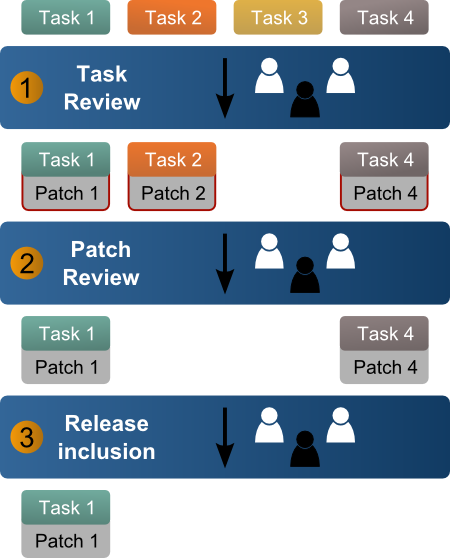 Task 1 Task 2 Task 3 Task 4
1 Task
Review
Task 1 Task 2 Task 4
Patch 1 Patch 2 Patch 4
2 Patch
Review
Task 1 Task 4
Patch 1 Patch 4
3 Release
inclusion
Task 1
Patch 1